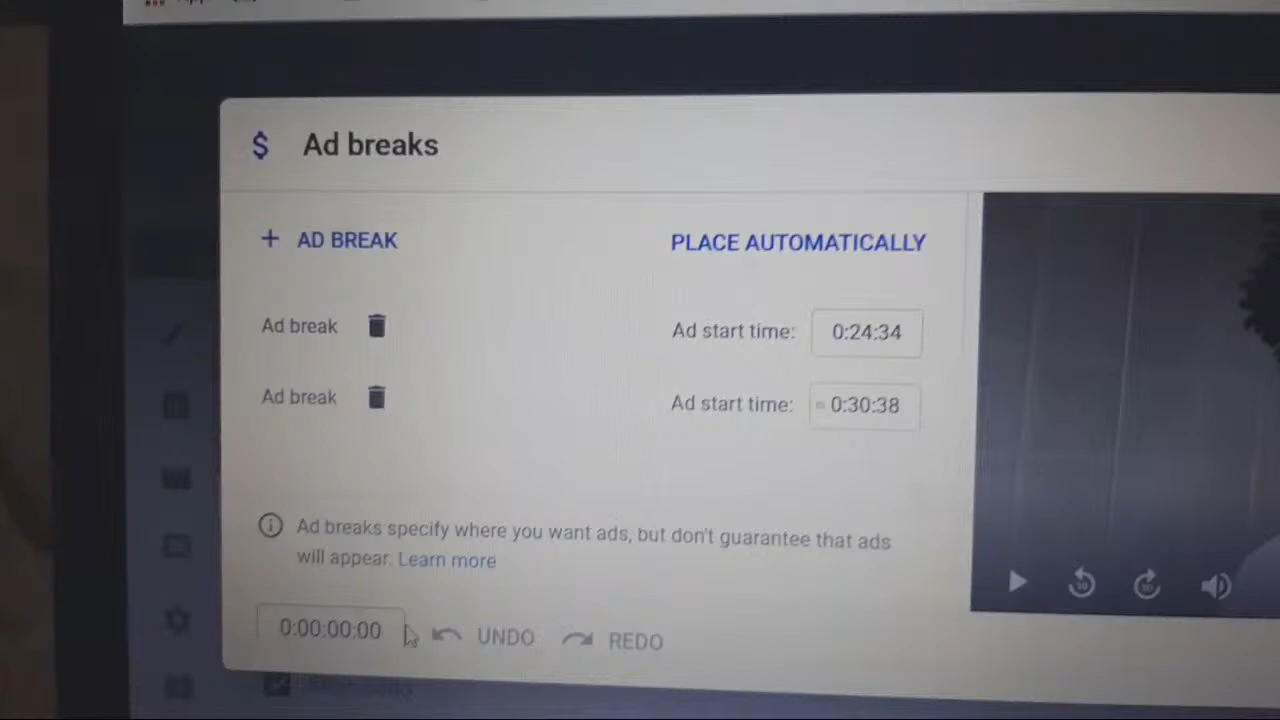 Ad breaks
+ AD BREAK
PLACE AUTOMATICALLY
Ad break
Ad start time: 0:24:34
Ad break
Ad start time: 0:30:38
Ad breaks specify where you want ads, but don't guarantee that ads
will appear. Learn more
0:00:00:00
UNDO
REDO